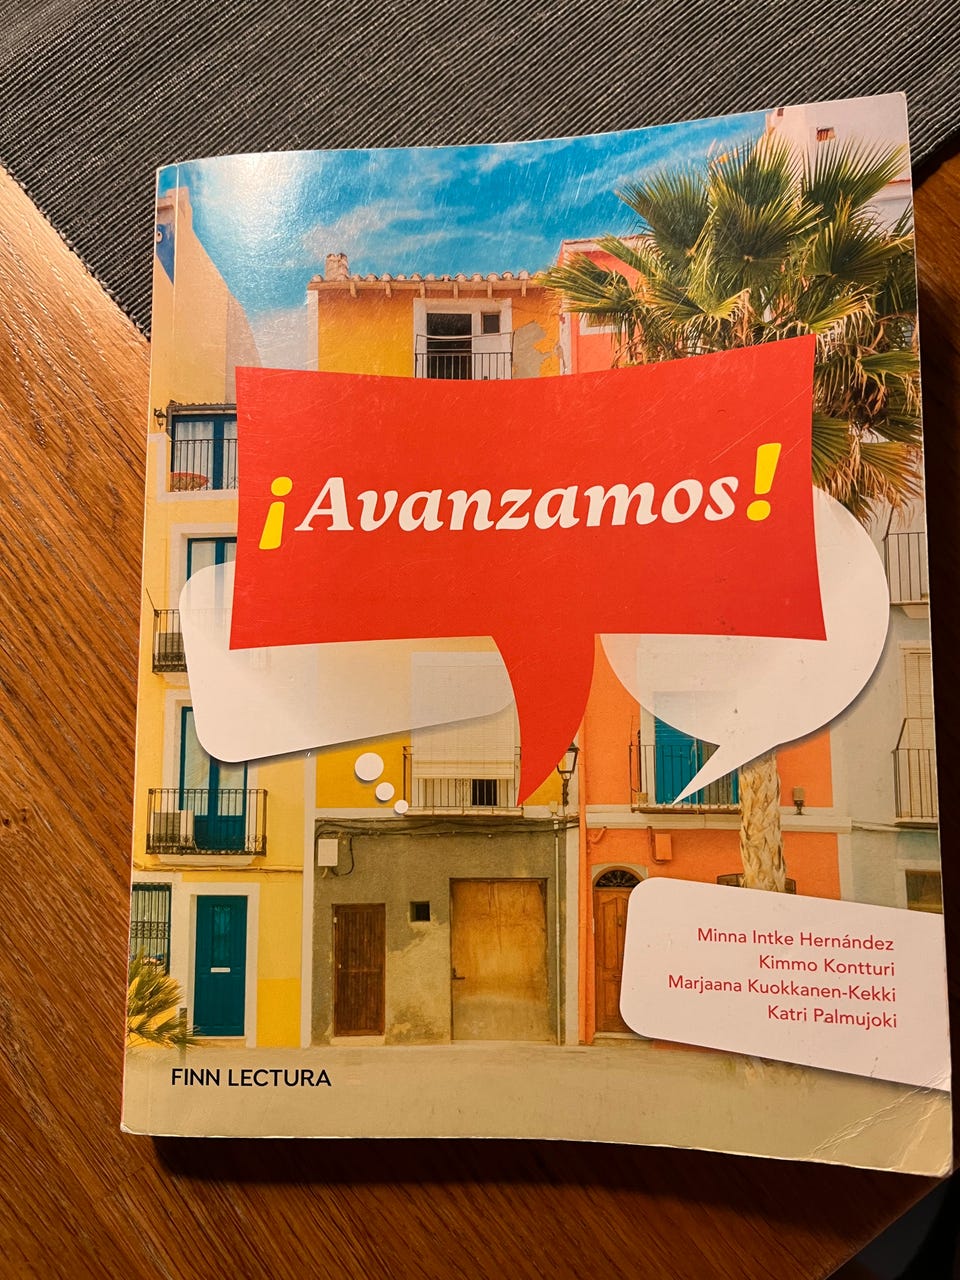 ¡Avanzamos!
Minna Intke Hernández
Kimmo Kontturi
Marjaana Kuokkanen-Kekki
Katri Palmujoki
FINN LECTURA